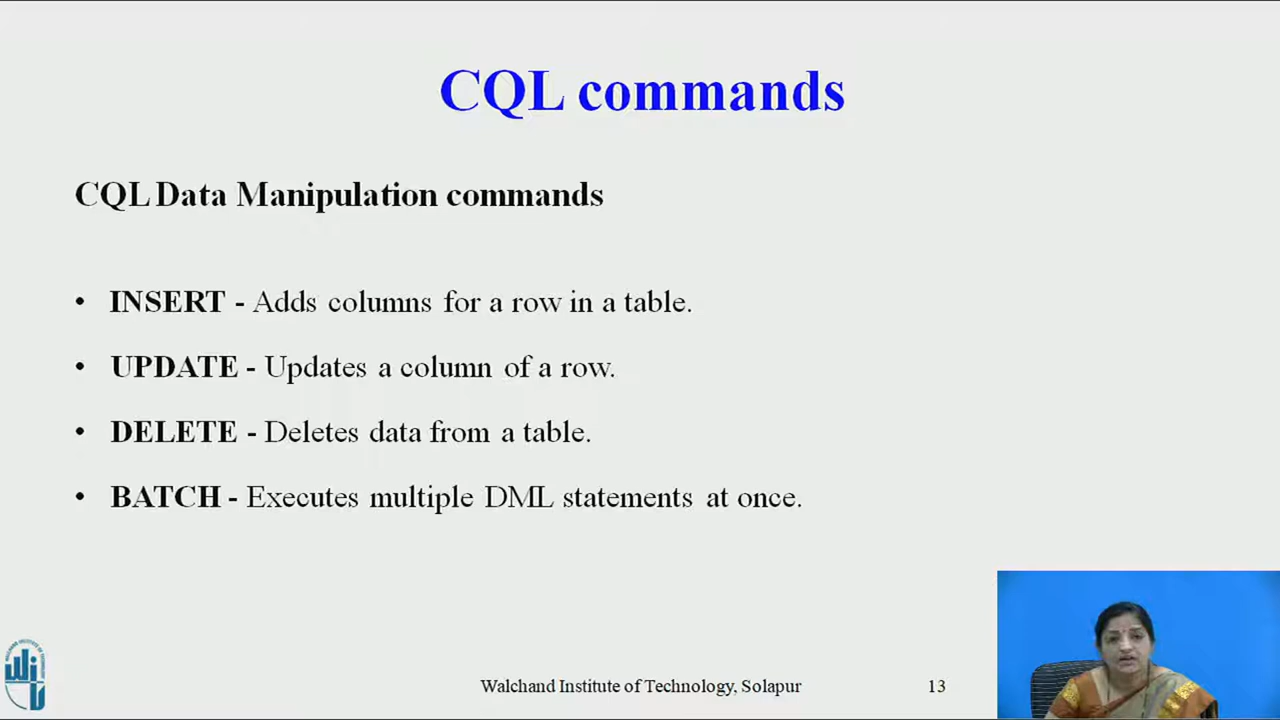 CQL commands
CQL Data Manipulation commands
• INSERT - Adds columns for a row in a table.
• UPDATE - Updates a column of a row.
• DELETE - Deletes data from a table.
• BATCH - Executes multiple DML statements at once.
Walchand Institute of Technology, Solapur
13